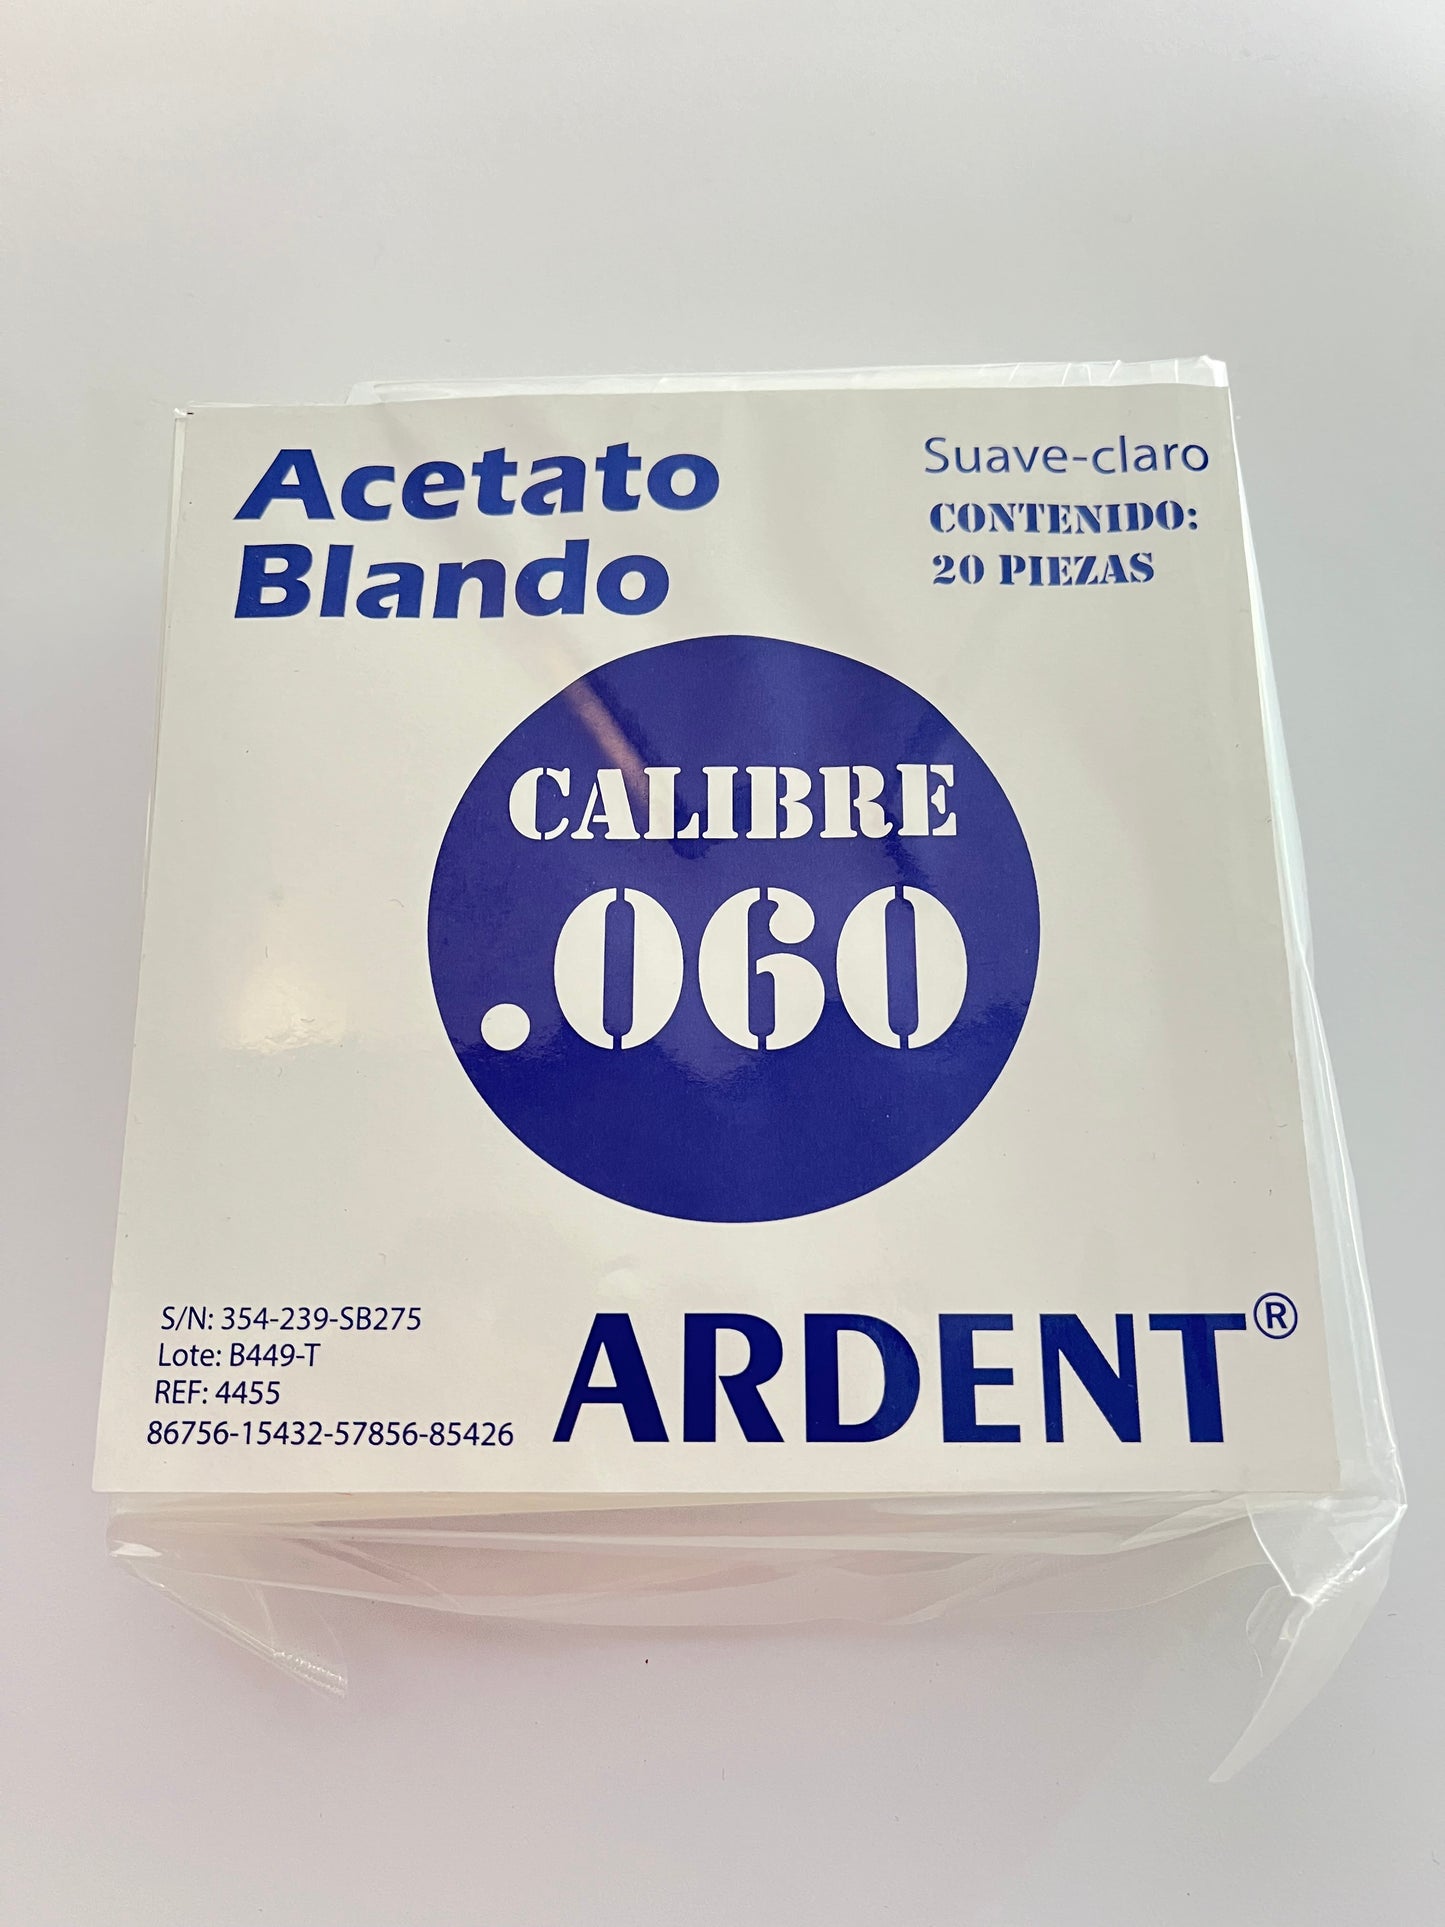 Acetato
Blando
Suave-claro
CONTENIDO:
20 PIEZAS
CALIBRE
.060
S/N: 354-239-SB275
Lote: B449-T
REF: 4455
86756-15432-57856-85426
ARDENT®